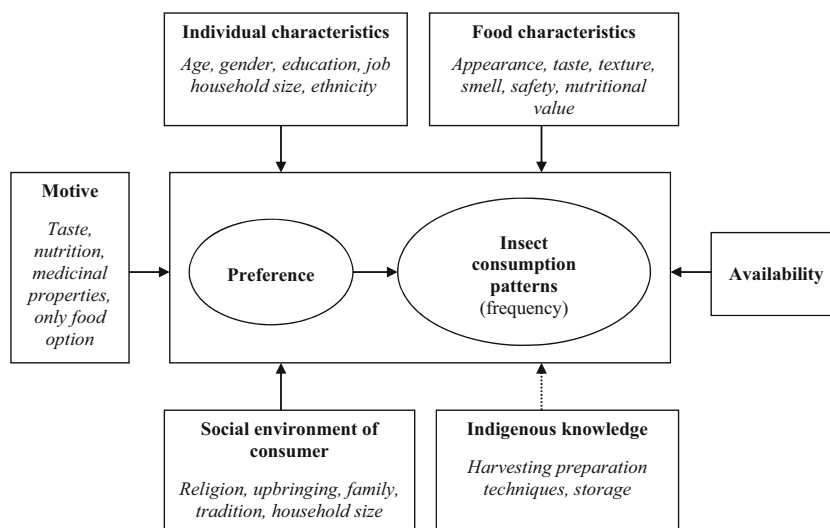 Individual characteristics
Age, gender, education, job
household size, ethnicity
Food characteristics
Appearance, taste, texture,
smell, safety, nutritional
value
Motive
Taste,
nutrition,
medicinal
properties,
only food
option
Preference
Insect
consumption
patterns
(frequency)
Availability
Social environment of
consumer
Religion, upbringing, family,
tradition, household size
Indigenous knowledge
Harvesting preparation
techniques, storage